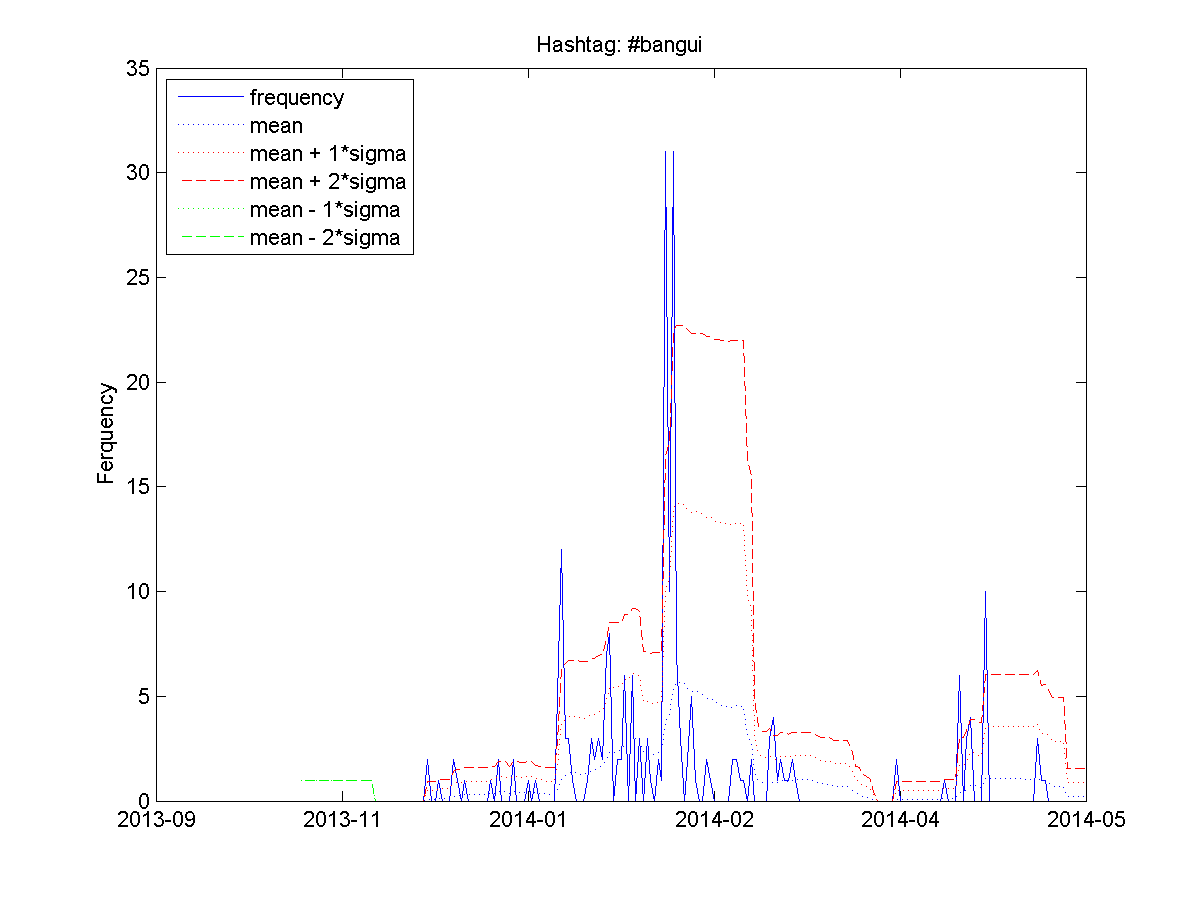 Hashtag: #bangui
35
30
25
20
15
10
5
0
Ferquency
frequency
mean
mean + 1*sigma
mean + 2*sigma
mean - 1*sigma
mean - 2*sigma
2013-09 2013-11 2014-01 2014-02 2014-04 2014-05